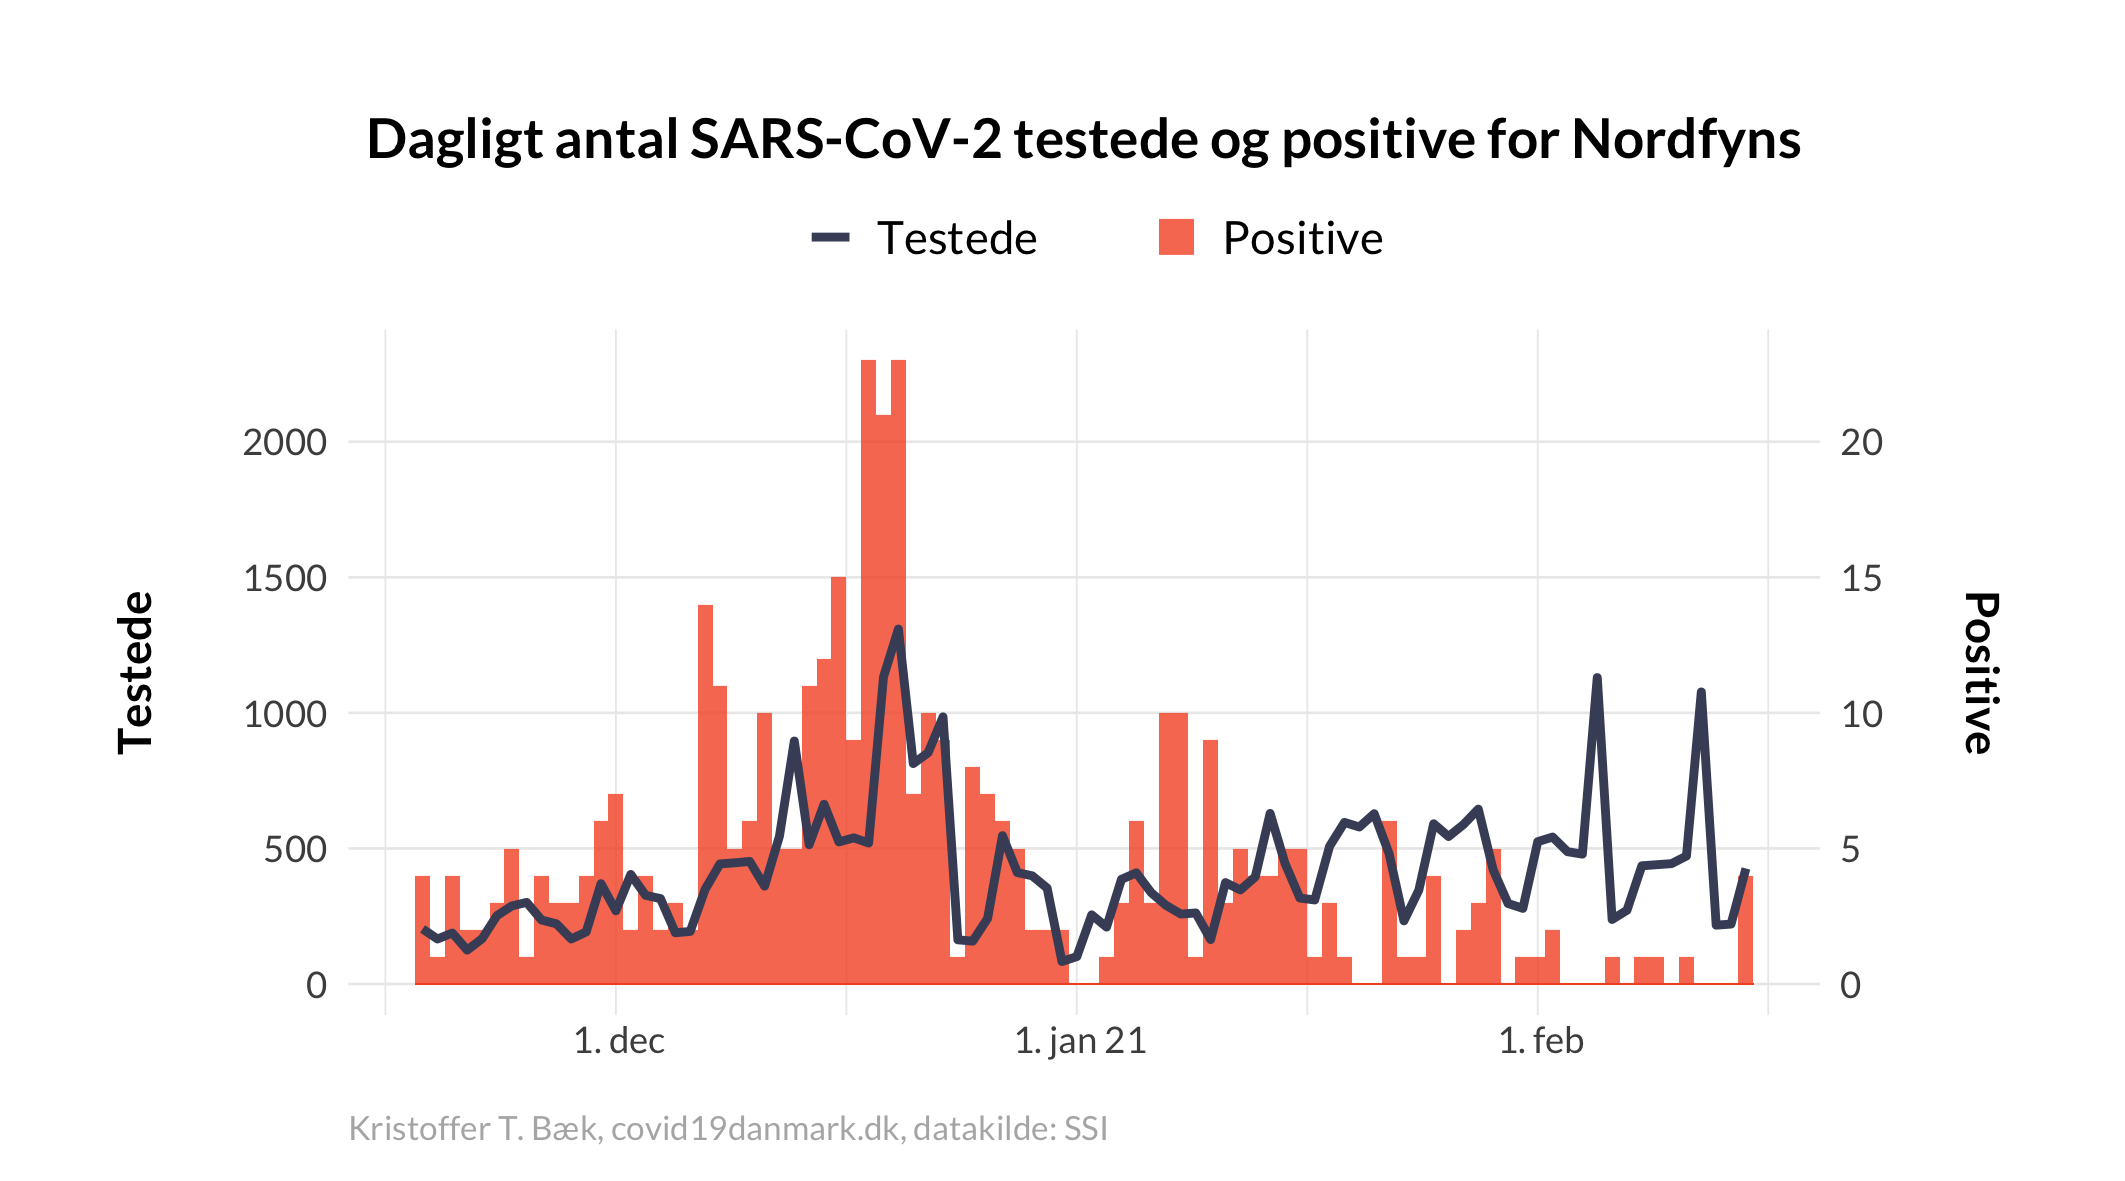 Dagligt antal SARS-CoV-2 testede og positive for Nordfyns
Testede
Positive
2000
1500
1000
500
0
Testede
20
15
10
5
0
Positive
1. dec
1. jan 21
1. feb
Kristoffer T. Bæk, covid19danmark.dk, datakilde: SSI